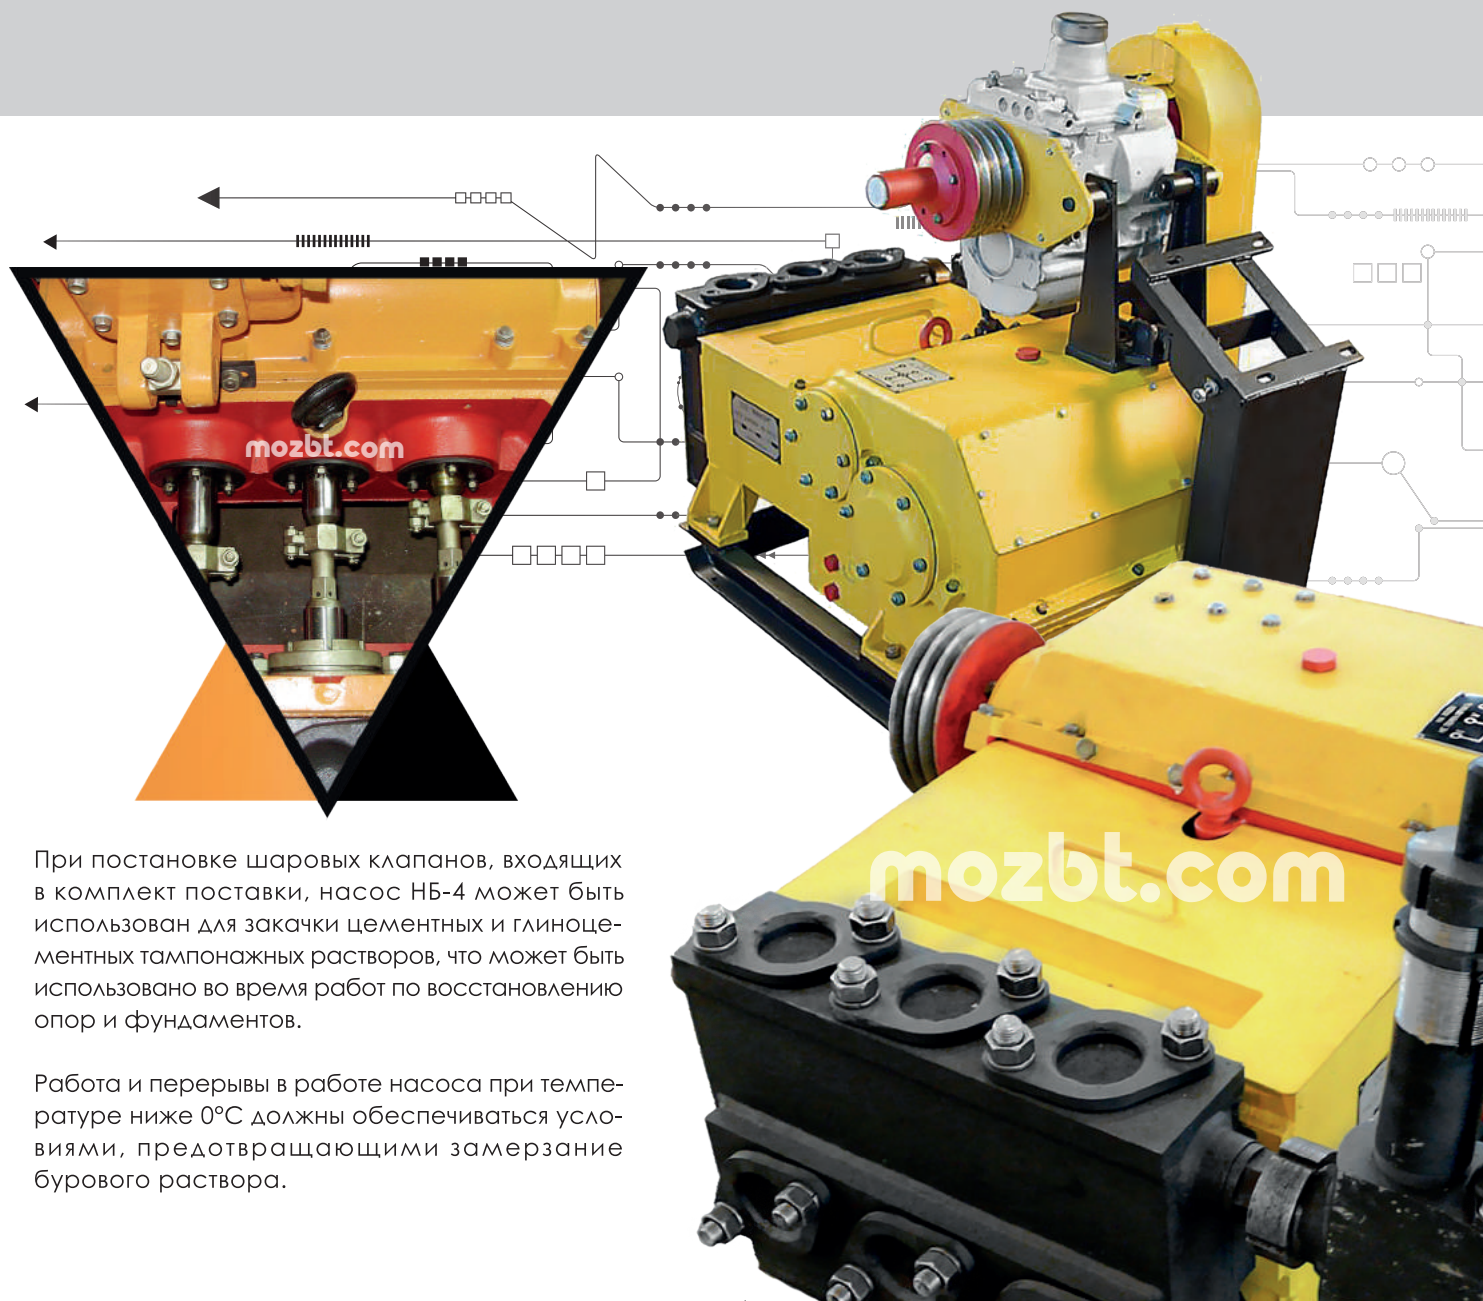 mozbt.com
mozbt.com
При постановке шаровых клапанов, входящих
в комплект поставки, насос НБ-4 может быть
использован для закачки цементных и глиноце-
ментных тампонажных растворов, что может быть
использовано во время работ по восстановлению
опор и фундаментов.
Работа и перерывы в работе насоса при темпе-
ратуре ниже 0°С должны обеспечиваться усло-
виями, предотвращающими замерзание
бурового раствора.